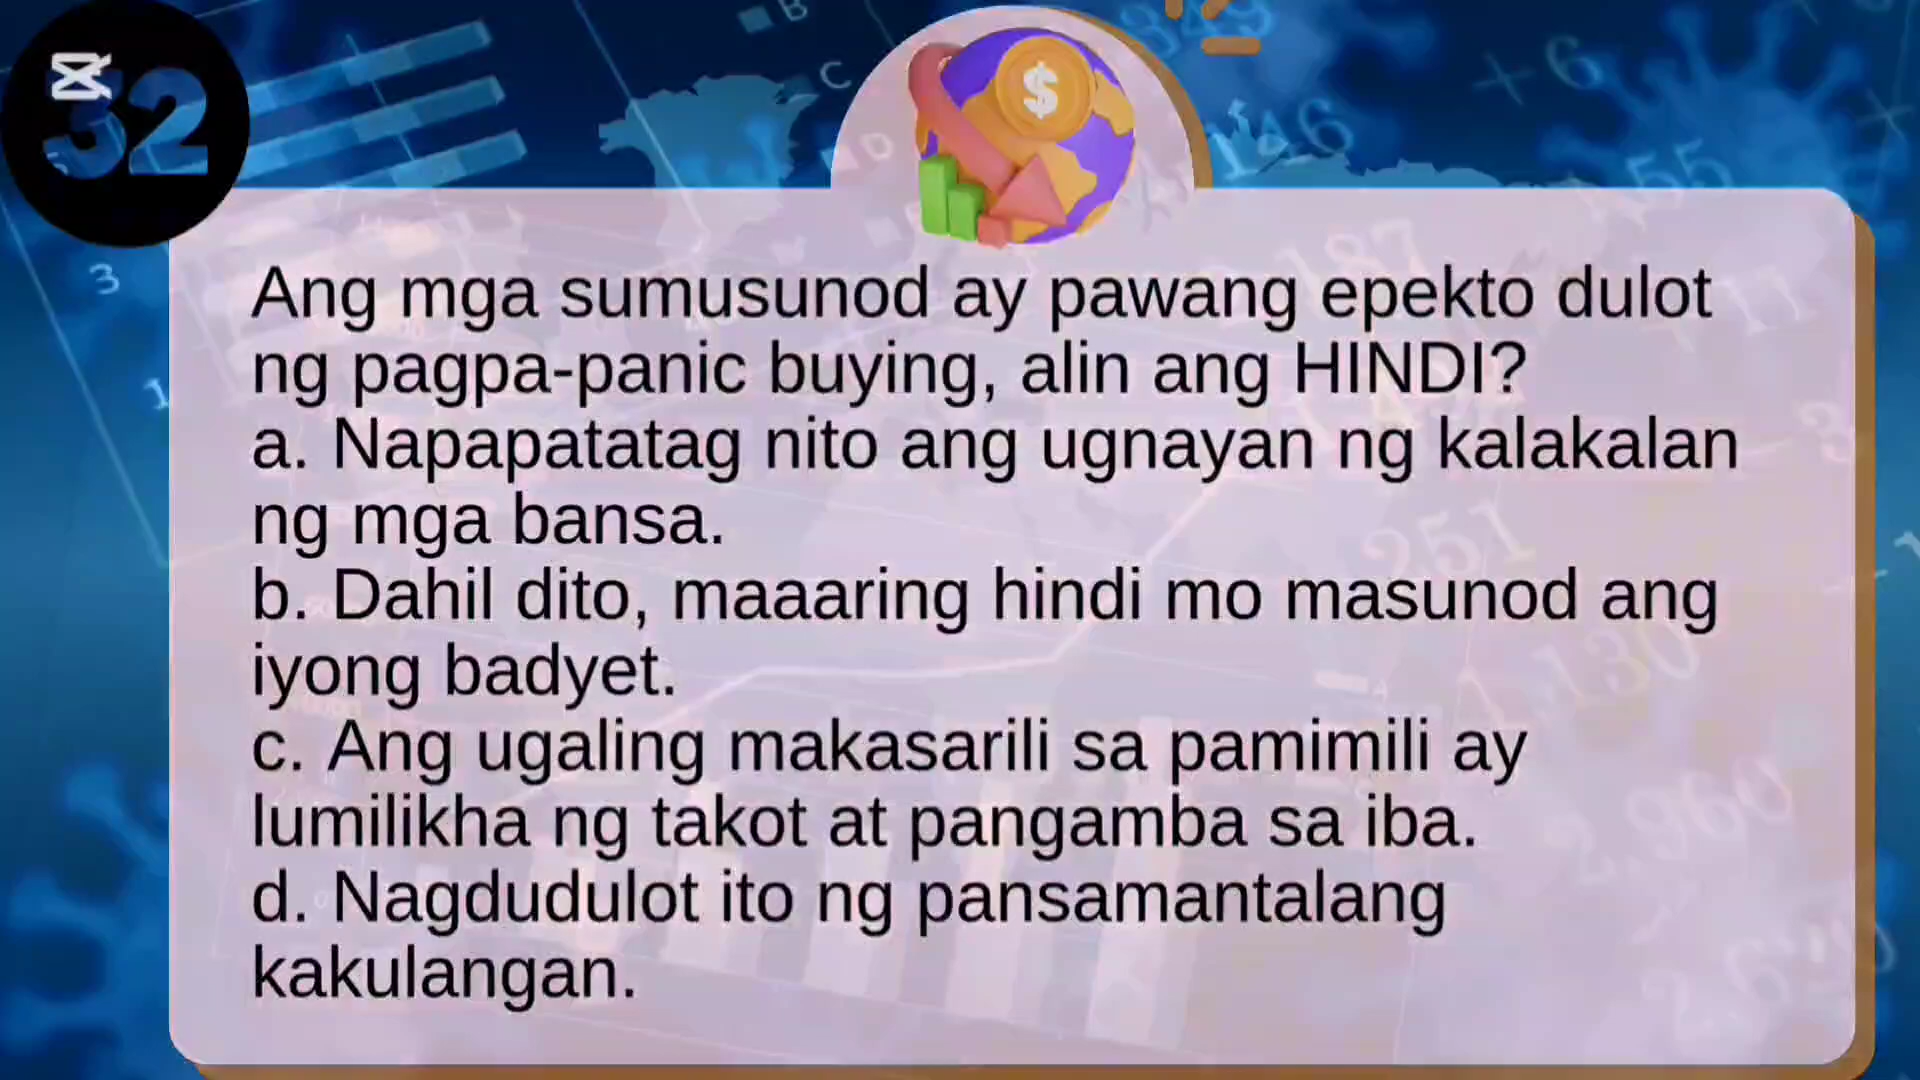 32
Ang mga sumusunod ay pawang epekto dulot
ng pagpa-panic buying, alin ang HINDI?
a. Napapatatag nito ang ugnayan ng kalakalan
ng mga bansa.
b. Dahil dito, maaaring hindi mo masunod ang
iyong badyet.
c. Ang ugaling makasarili sa pamimili ay
lumilikha ng takot at pangamba sa iba.
d. Nagdudulot ito ng pansamantalang
kakulangan.